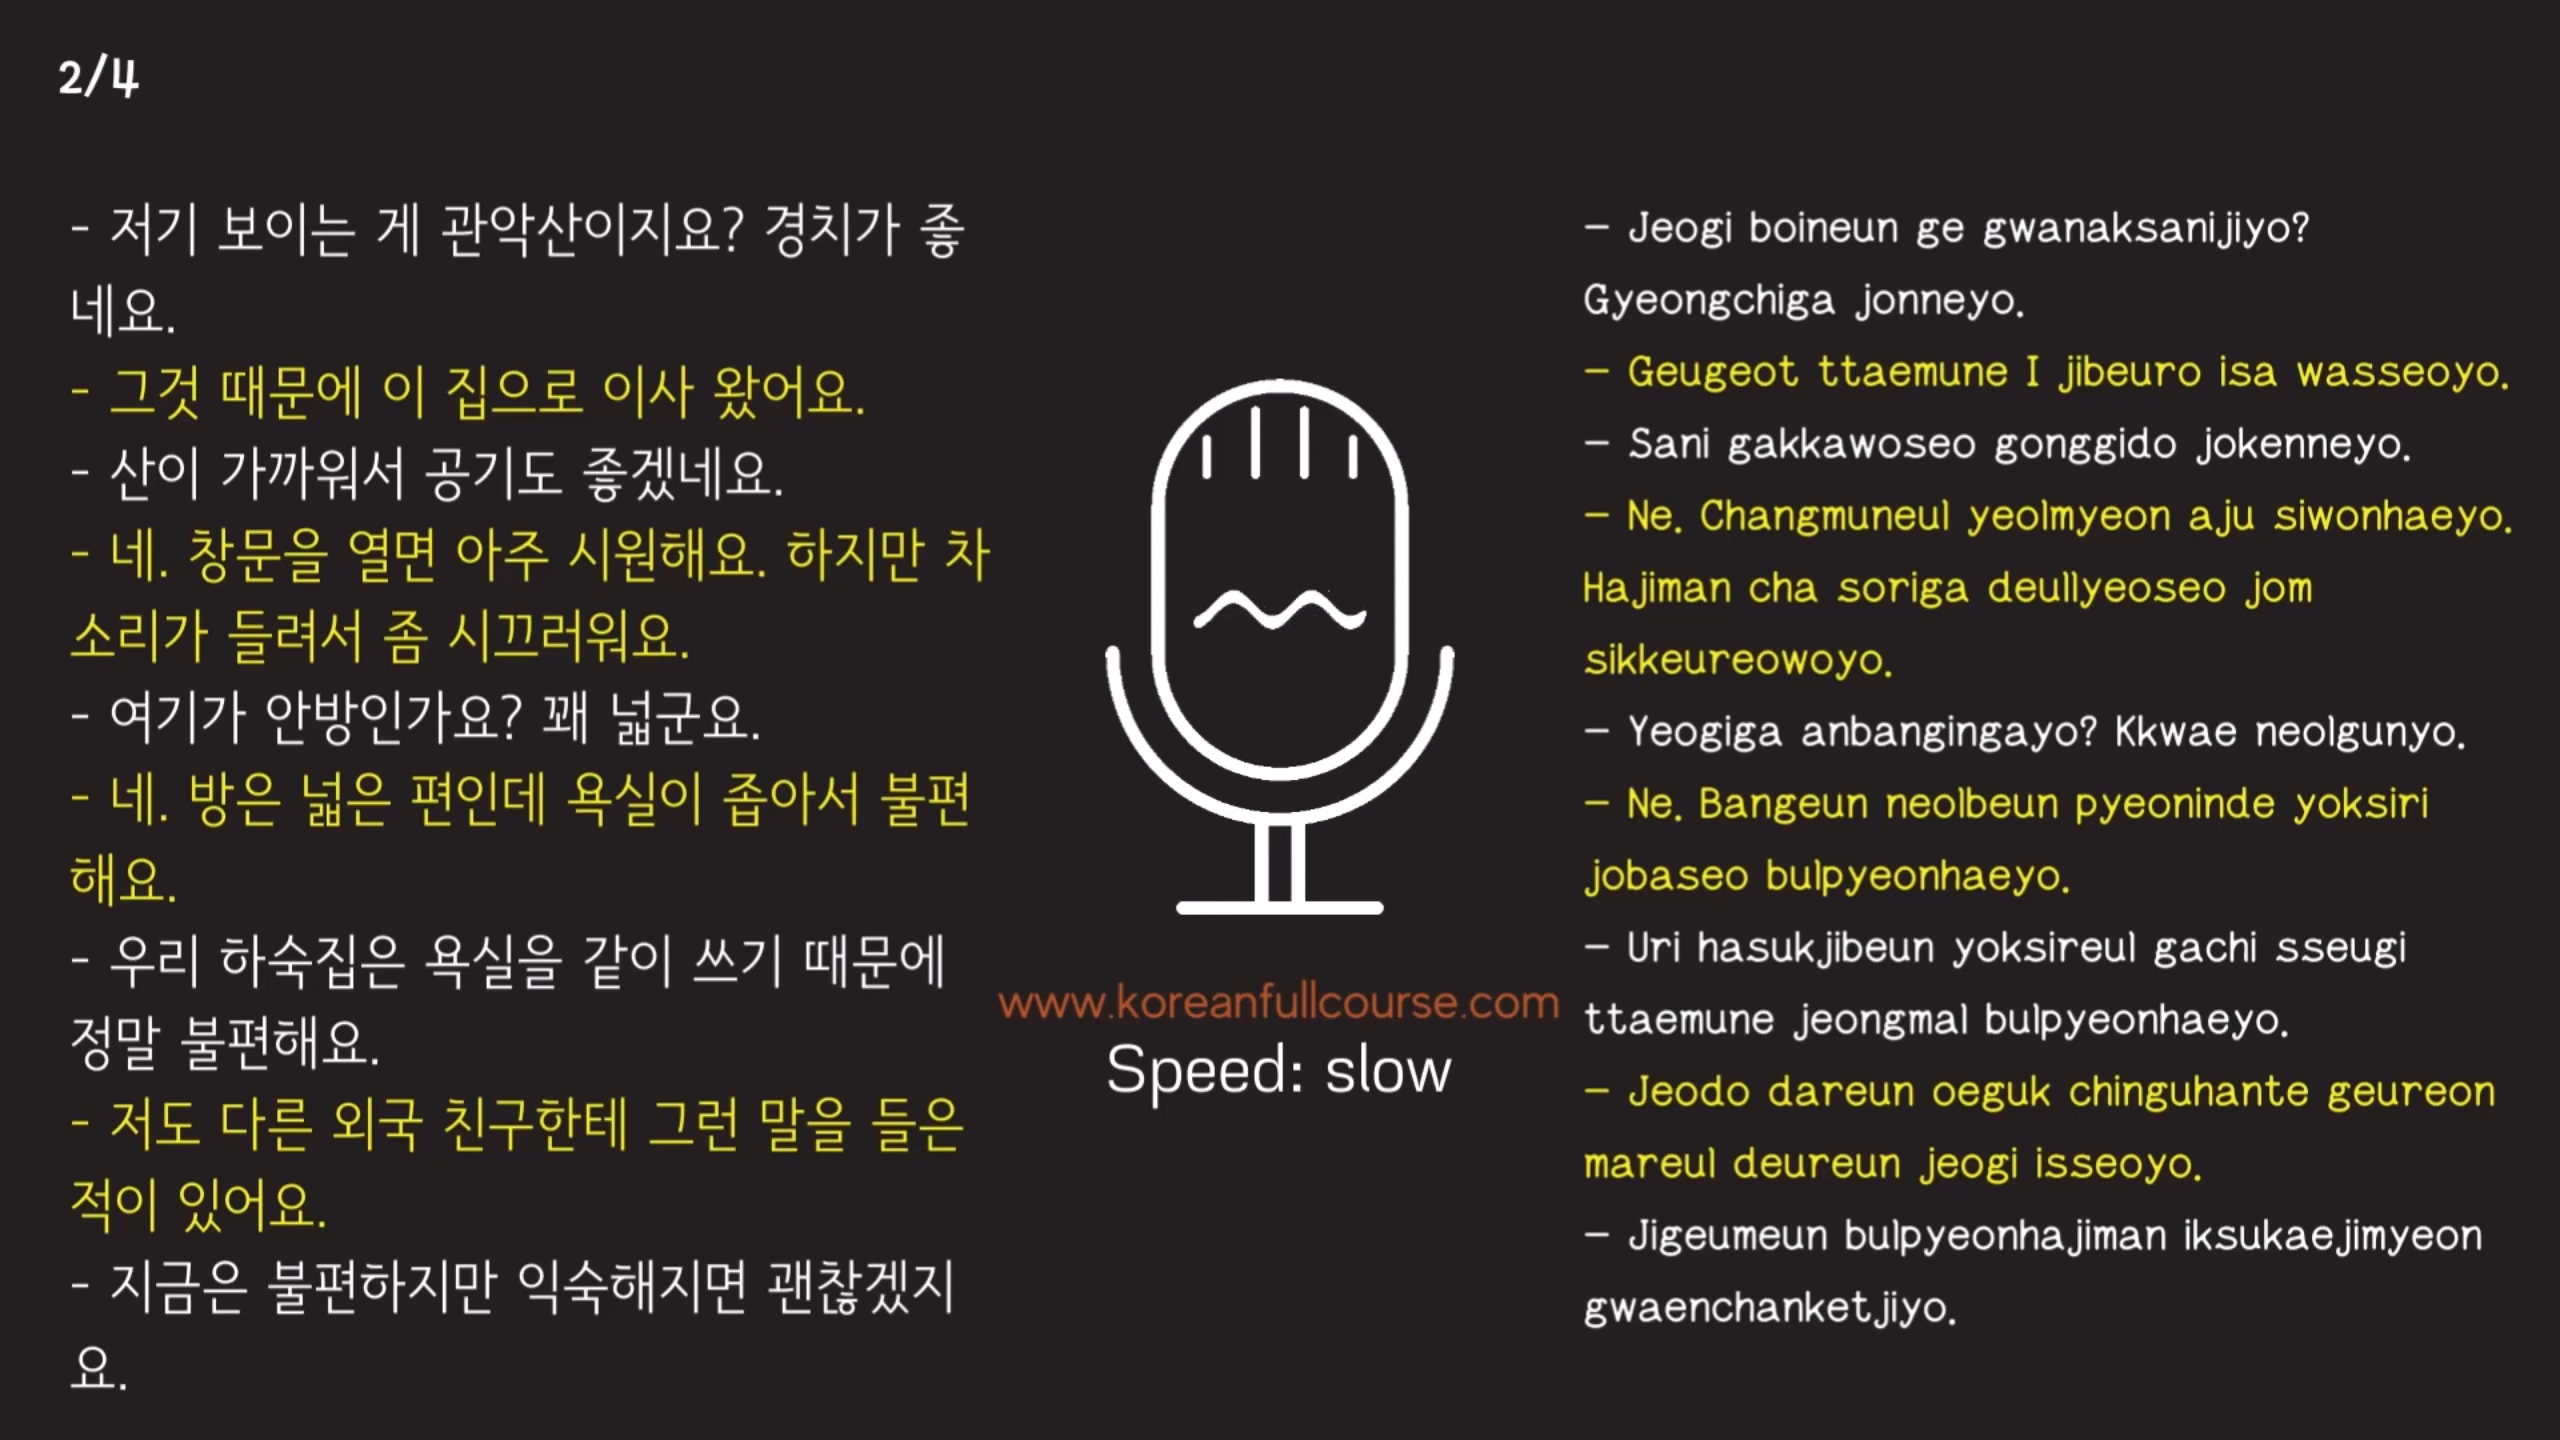 2/4
- 저기 보이는 게 관악산이지요? 경치가 좋
네요.
- 그것 때문에 이 집으로 이사 왔어요.
- 산이 가까워서 공기도 좋겠네요.
- 네. 창문을 열면 아주 시원해요. 하지만 차
소리가 들려서 좀 시끄러워요.
- 여기가 안방인가요? 꽤 넓군요.
- 네. 방은 넓은 편인데 욕실이 좁아서 불편
해요.
- 우리 하숙집은 욕실을 같이 쓰기 때문에
정말 불편해요.
- 저도 다른 외국 친구한테 그런 말을 들은
적이 있어요.
- 지금은 불편하지만 익숙해지면 괜찮겠지
요.
www.koreanfullcourse.com
Speed: slow
– Jeogi boineun ge gwanaksanijiyo?
Gyeongchiga jonneyo.
– Geugeot ttaemune I jibeuro isa wasseoyo.
– Sani gakkawoseo gonggido jokenneyo.
– Ne. Changmuneul yeolmyeon aju siwonhaeyo.
Hajiman cha soriga deullyeoseo jom
sikkeureowoyo.
– Yeogiga anbangingayo? Kkwae neolgunyo.
– Ne. Bangeun neolbeun pyeoninde yoksiri
jobaseo bulpyeonhaeyo.
– Uri hasukjibeun yoksireul gachi sseugi
ttaemune jeongmal bulpyeonhaeyo.
– Jeodo dareun oeguk chinguhante geureon
mareul deureun jeogi isseoyo.
– Jigeumeun bulpyeonhajiman iksukaejimyeon
gwaenchanketjiyo.